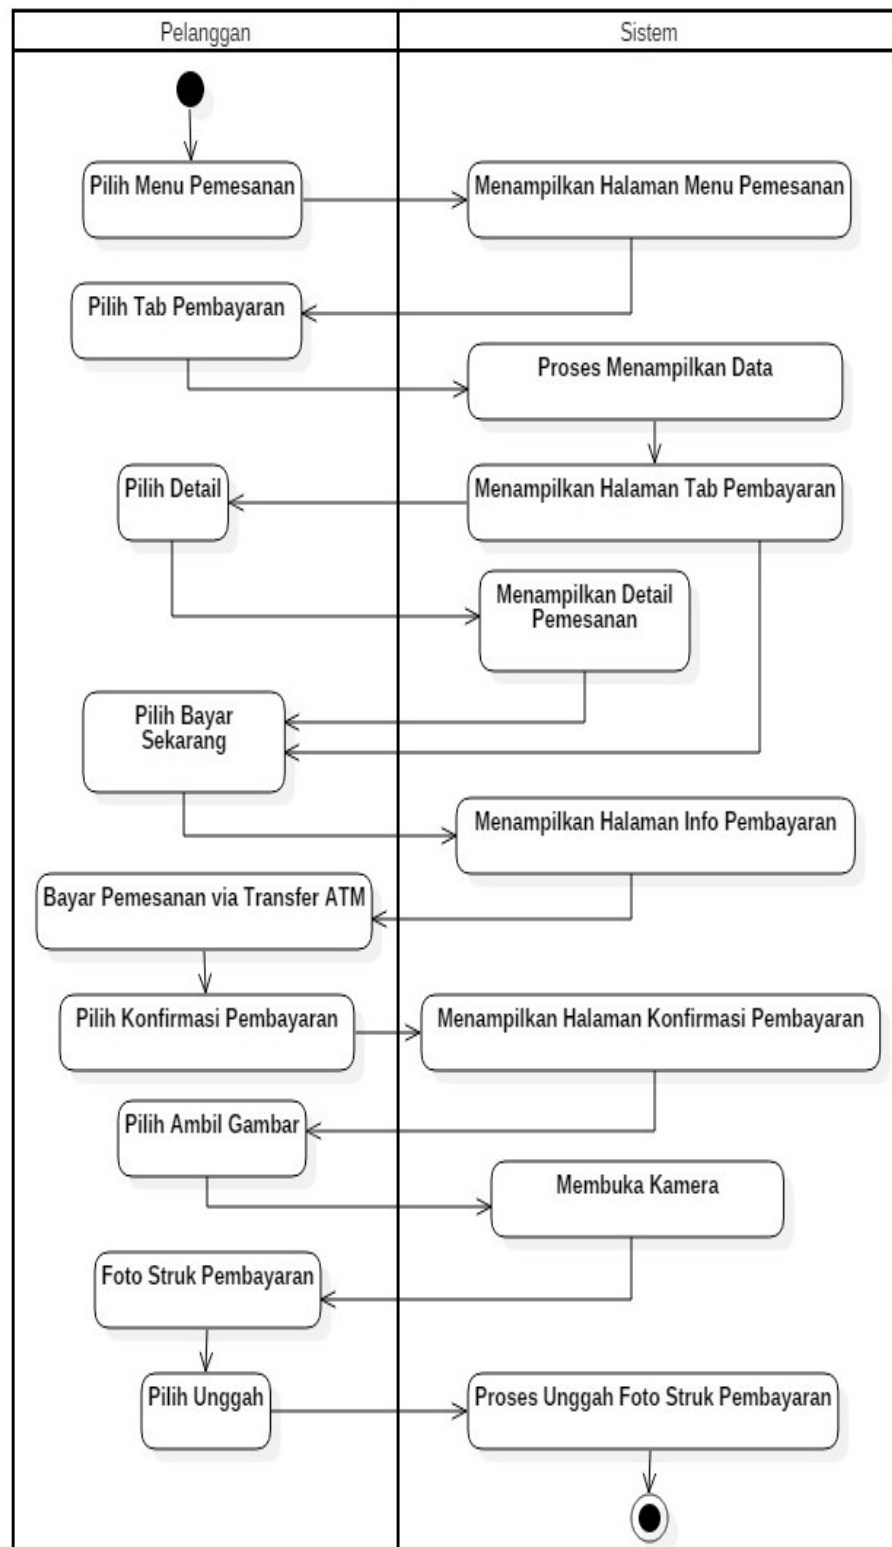 Pelanggan
Sistem
Pilih Menu Pemesanan
Menampilkan Halaman Menu Pemesanan
Pilih Tab Pembayaran
Proses Menampilkan Data
Pilih Detail
Menampilkan Halaman Tab Pembayaran
Menampilkan Detail
Pemesanan
Pilih Bayar
Sekarang
Menampilkan Halaman Info Pembayaran
Bayar Pemesanan via Transfer ATM
Pilih Konfirmasi Pembayaran
Menampilkan Halaman Konfirmasi Pembayaran
Pilih Ambil Gambar
Membuka Kamera
Foto Struk Pembayaran
Pilih Unggah
Proses Unggah Foto Struk Pembayaran